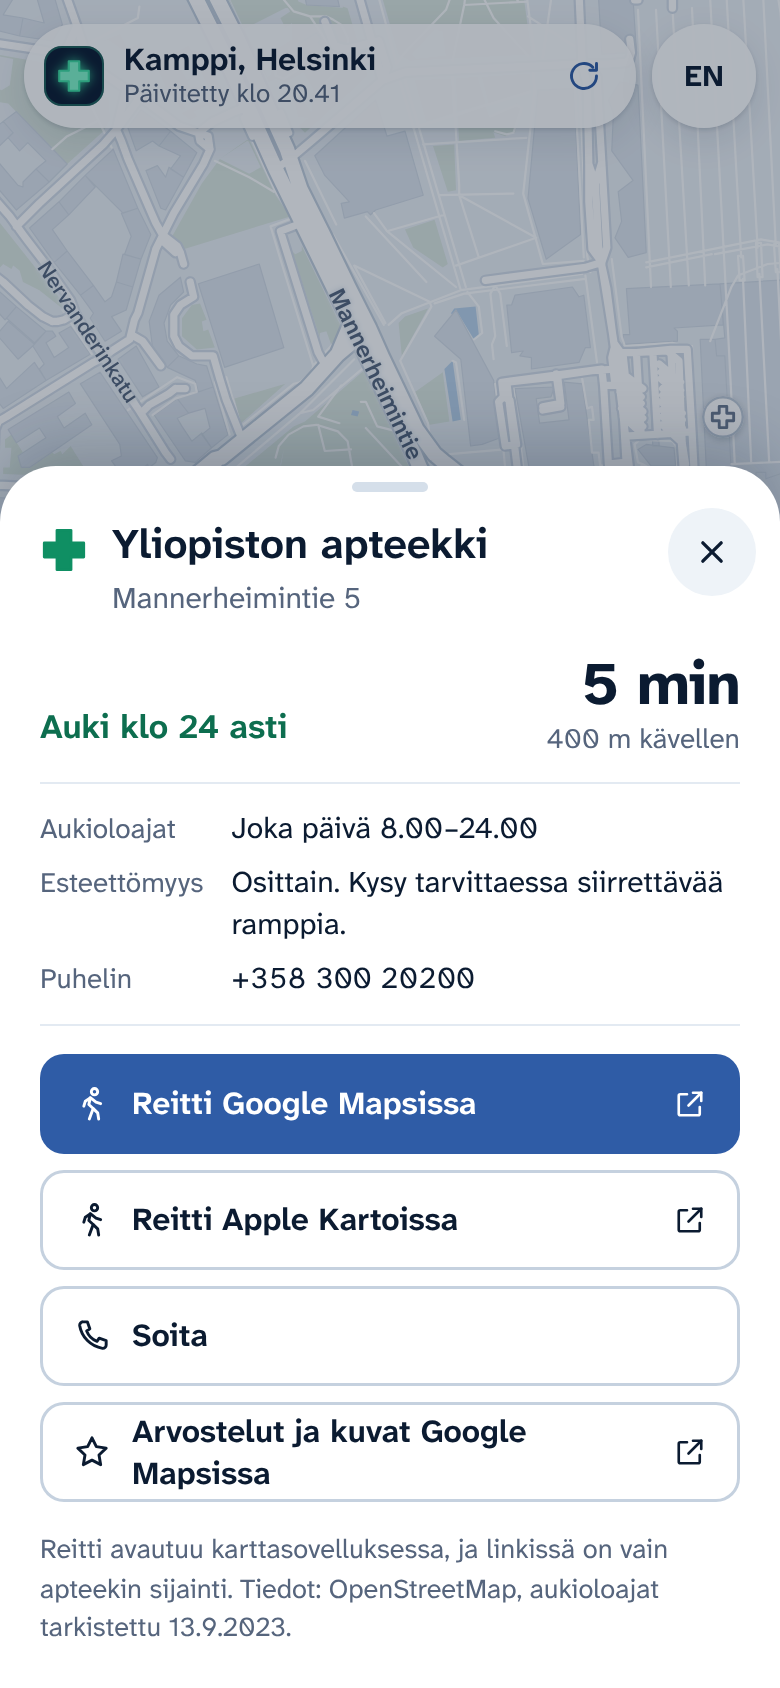 Kamppi, Helsinki
Päivitetty klo 20.41
EN
Nervanderinkatu
Mannerheimintie
Yliopiston apteekki
Mannerheimintie 5
5 min
Auki klo 24 asti
400 m kävellen
Aukioloajat
Joka päivä 8.00–24.00
Esteettömyys
Osittain. Kysy tarvittaessa siirrettävää
ramppia.
Puhelin
+358 300 20200
Reitti Google Mapsissa
Reitti Apple Kartoissa
Soita
Arvostelut ja kuvat Google
Mapsissa
Reitti avautuu karttasovelluksessa, ja linkissä on vain
apteekin sijainti. Tiedot: OpenStreetMap, aukioloajat
tarkistettu 13.9.2023.